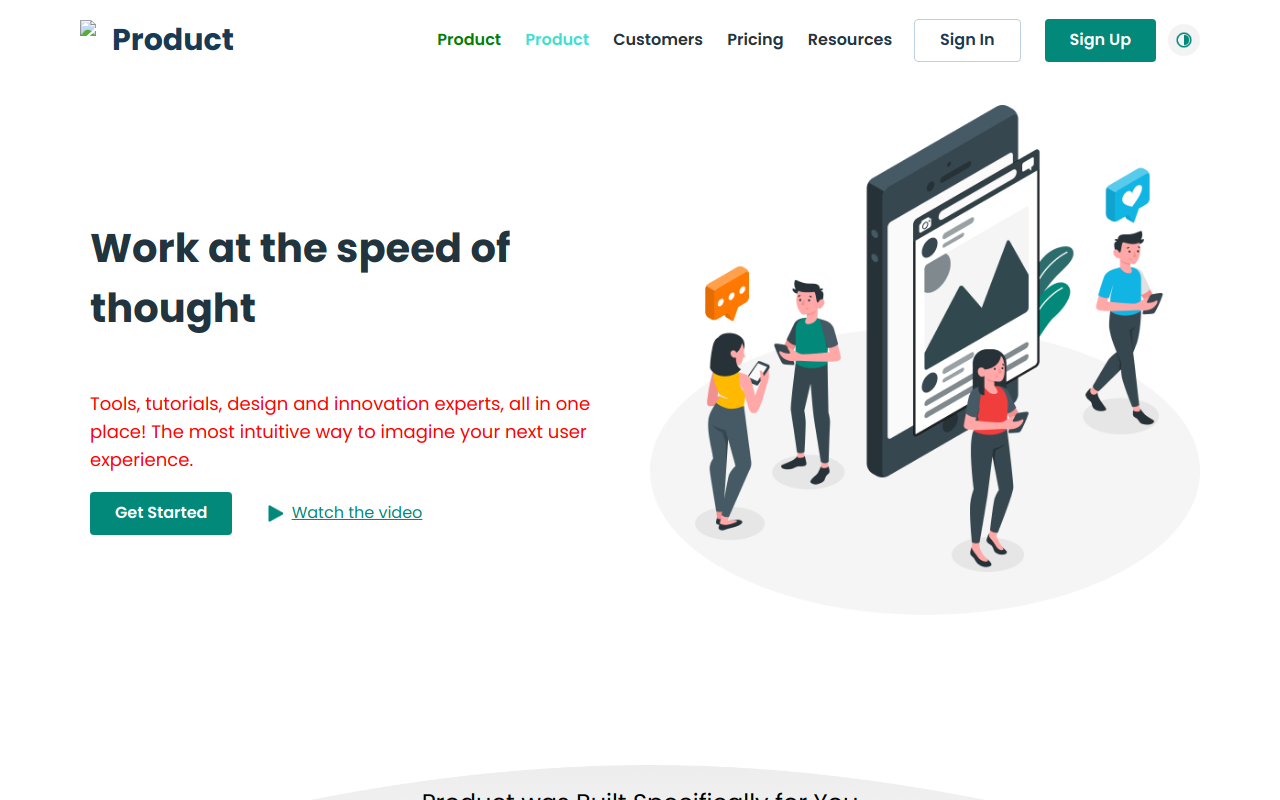 Product
Product Product Customers Pricing Resources Sign In Sign Up
Work at the speed of
thought
Tools, tutorials, design and innovation experts, all in one
place! The most intuitive way to imagine your next user
experience.
Get Started Watch the video
Product was Built Specifically for You